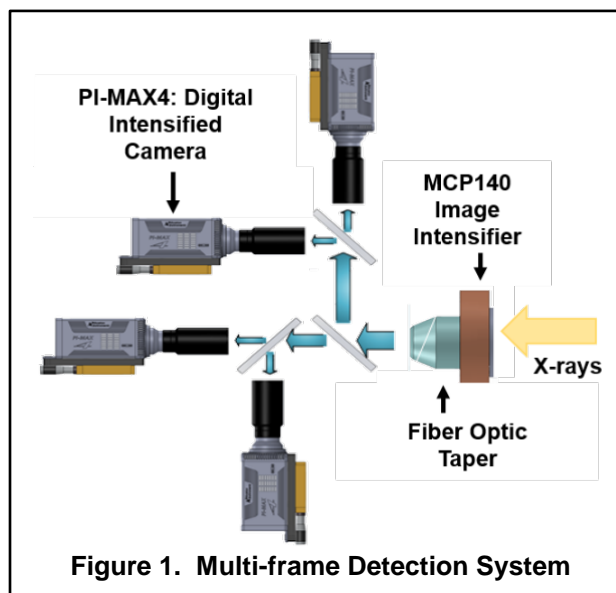 PI-MAX4: Digital
Intensified
Camera
MCP140
Image
Intensifier
X-rays
Fiber Optic
Taper
Figure 1.  Multi-frame Detection System